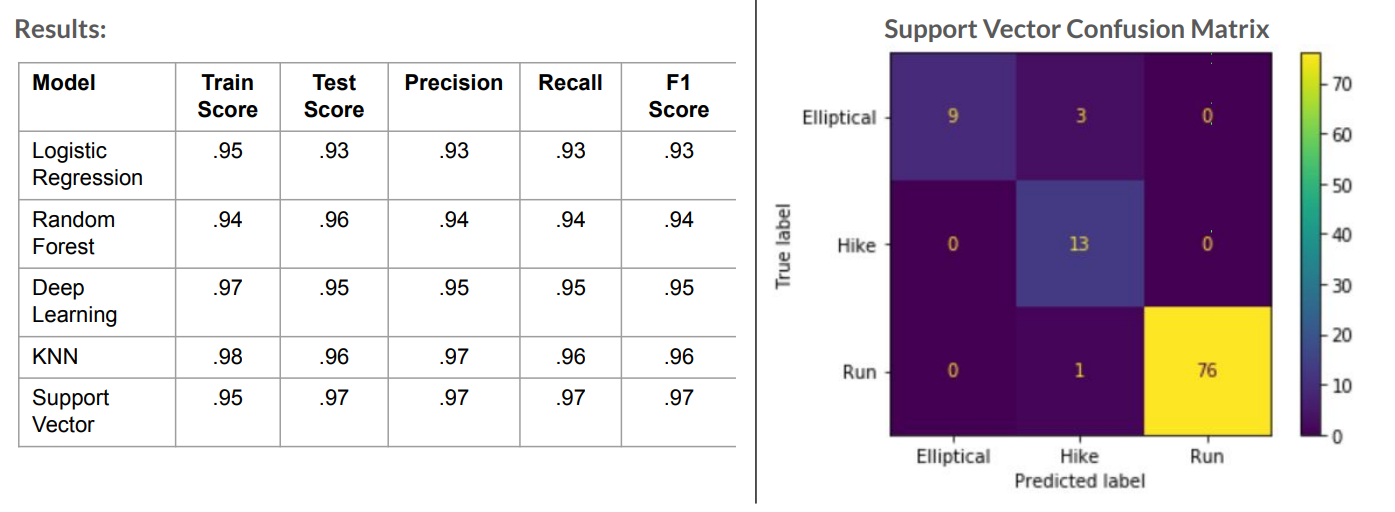 Results:
Model Train Score Test Score Precision Recall F1 Score
Logistic Regression .95 .93 .93 .93 .93
Random Forest .94 .96 .94 .94 .94
Deep Learning .97 .95 .95 .95 .95
KNN .98 .96 .97 .96 .96
Support Vector .95 .97 .97 .97 .97
Support Vector Confusion Matrix
True label
Elliptical 9 3 0
Hike 0 13 0
Run 0 1 76
Elliptical Hike Run
Predicted label
70
60
50
40
30
20
10
0